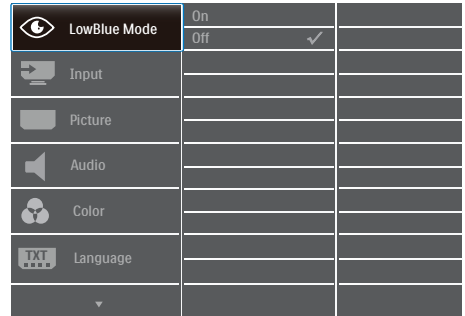 LowBlue Mode
On
Off
Input
Picture
Audio
Color
TXT
Language